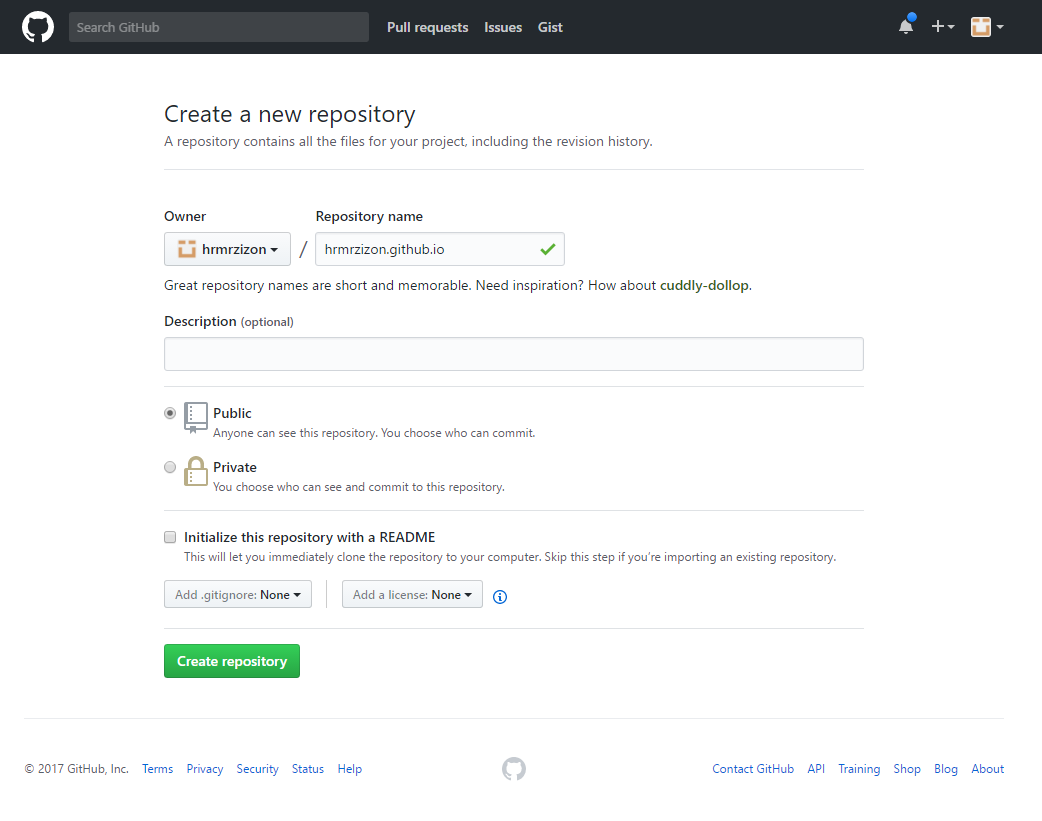 Search GitHub Pull requests Issues Gist
Create a new repository
A repository contains all the files for your project, including the revision history.
Owner Repository name
hrmrzizon / hrmrzizon.github.io
Great repository names are short and memorable. Need inspiration? How about cuddly-dollop.
Description (optional)
Public
Anyone can see this repository. You choose who can commit.
Private
You choose who can see and commit to this repository.
Initialize this repository with a README
This will let you immediately clone the repository to your computer. Skip this step if you’re importing an existing repository.
Add .gitignore: None Add a license: None
Create repository
© 2017 GitHub, Inc. Terms Privacy Security Status Help Contact GitHub API Training Shop Blog About